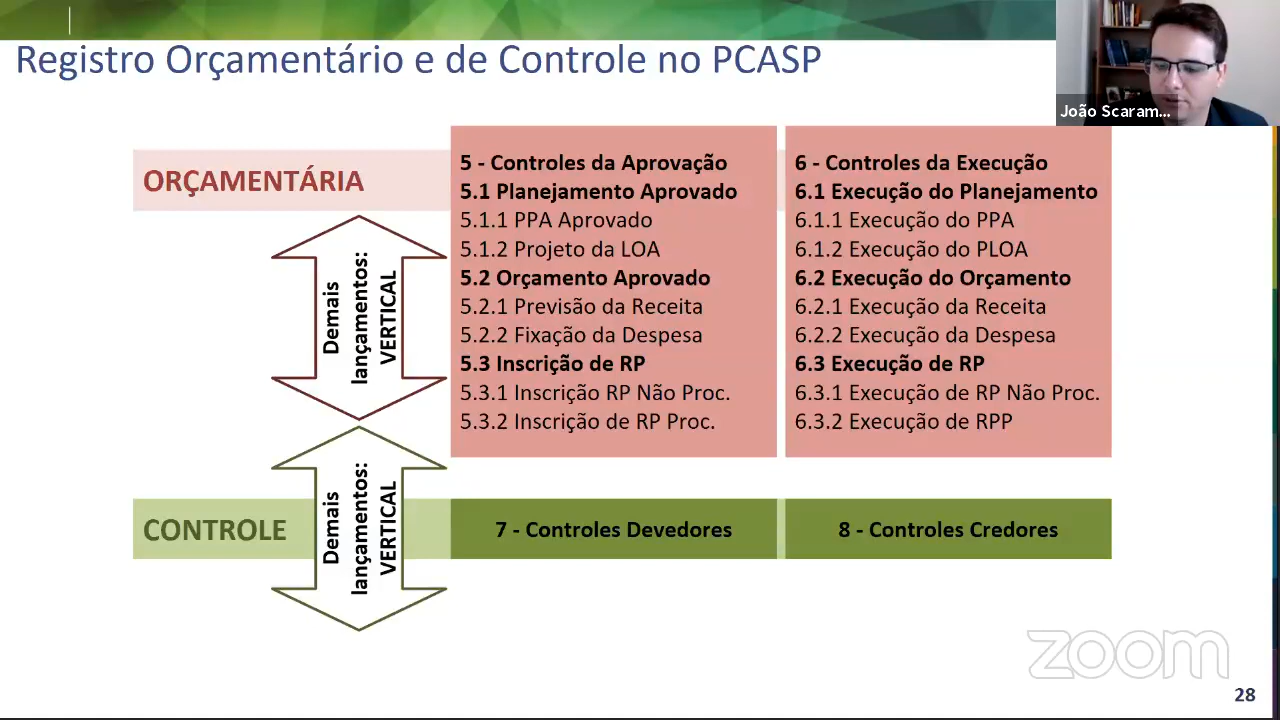 Registro Orçamentário e de Controle no PCASP
João Scaram...
ORÇAMENTÁRIA
5 - Controles da Aprovação
5.1 Planejamento Aprovado
5.1.1 PPA Aprovado
5.1.2 Projeto da LOA
5.2 Orçamento Aprovado
5.2.1 Previsão da Receita
5.2.2 Fixação da Despesa
5.3 Inscrição de RP
5.3.1 Inscrição RP Não Proc.
5.3.2 Inscrição de RP Proc.
6 - Controles da Execução
6.1 Execução do Planejamento
6.1.1 Execução do PPA
6.1.2 Execução do PLOA
6.2 Execução do Orçamento
6.2.1 Execução da Receita
6.2.2 Execução da Despesa
6.3 Execução de RP
6.3.1 Execução de RP Não Proc.
6.3.2 Execução de RPP
Demais
lançamentos:
VERTICAL
CONTROLE
Demais
lançamentos:
VERTICAL
7 - Controles Devedores
8 - Controles Credores
zoom
28